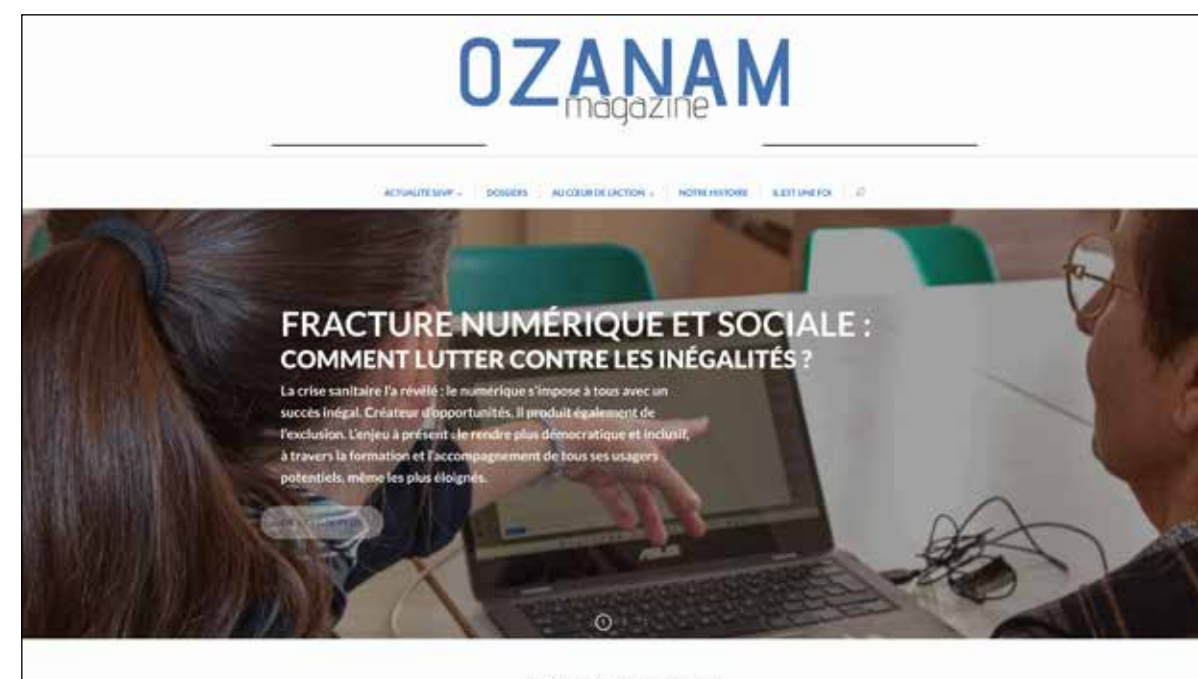 OZANAM
magazine
ACTUALITÉ SSVP DOSSIERS AU CŒUR DE L'ACTION NOTRE HISTOIRE IL EST UNE FOI
FRACTURE NUMÉRIQUE ET SOCIALE :
COMMENT LUTTER CONTRE LES INÉGALITÉS ?
La crise sanitaire l'a révélé : le numérique s'impose à tous avec un
succès inégal. Créateur d'opportunités, il produit également de
l'exclusion. L'enjeu à présent : le rendre plus démocratique et inclusif,
à travers la formation et l'accompagnement de tous ses usagers
potentiels, même les plus éloignés.
ASUS